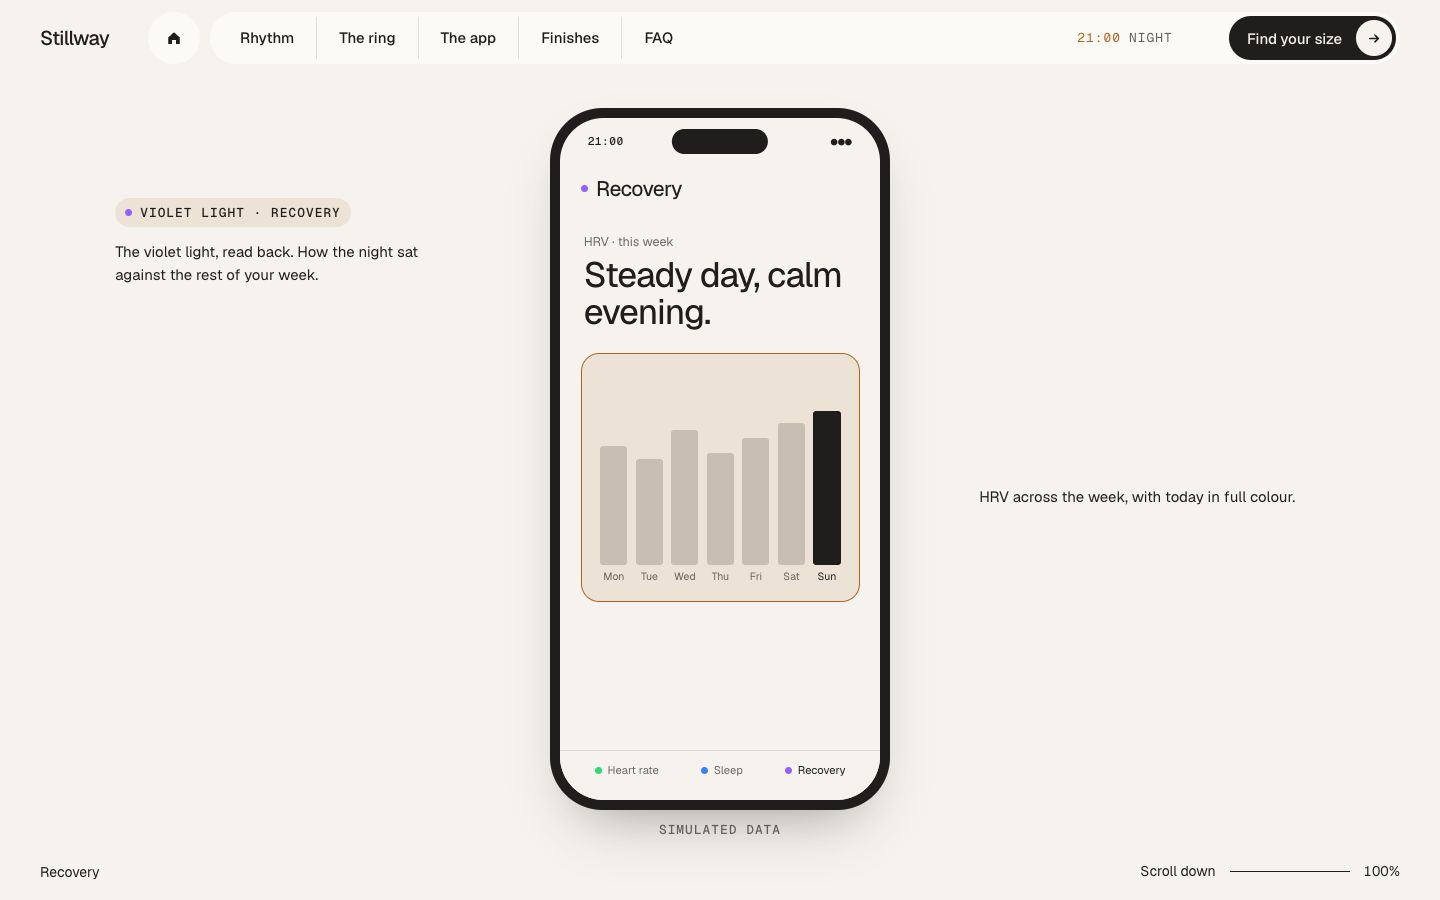 Stillway
Rhythm
The ring
The app
Finishes
FAQ
21:00 NIGHT
Find your size
21:00
Recovery
VIOLET LIGHT · RECOVERY
The violet light, read back. How the night sat
against the rest of your week.
HRV · this week
Steady day, calm
evening.
HRV across the week, with today in full colour.
Mon Tue Wed Thu Fri Sat Sun
Heart rate
Sleep
Recovery
SIMULATED DATA
Recovery
Scroll down
100%